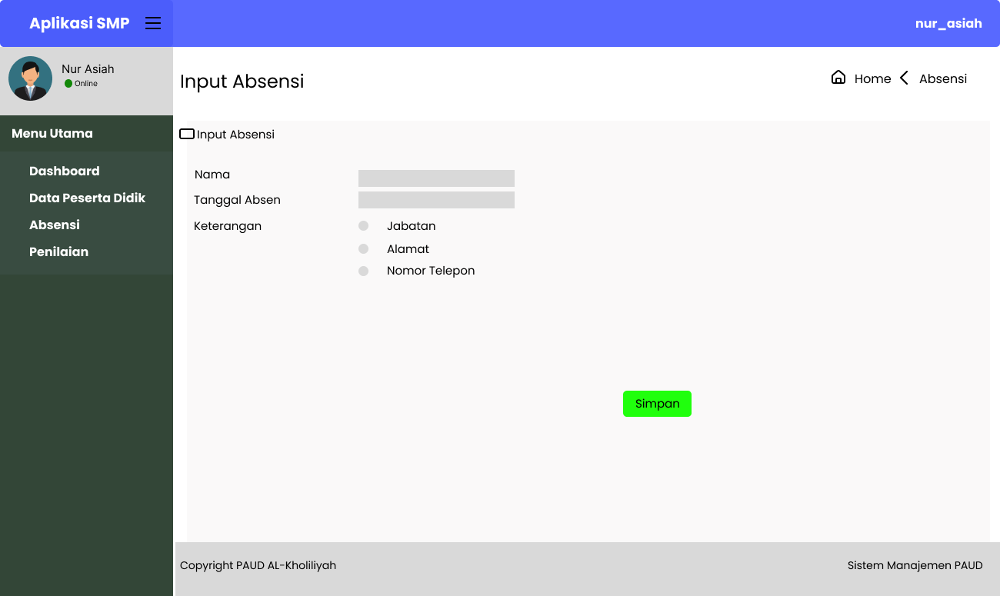 Aplikasi SMP
nur_asiah
Nur Asiah
Online
Menu Utama
Dashboard
Data Peserta Didik
Absensi
Penilaian
Input Absensi
Home
Absensi
Input Absensi
Nama
Tanggal Absen
Keterangan
Jabatan
Alamat
Nomor Telepon
Simpan
Copyright PAUD AL-Kholiliyah
Sistem Manajemen PAUD